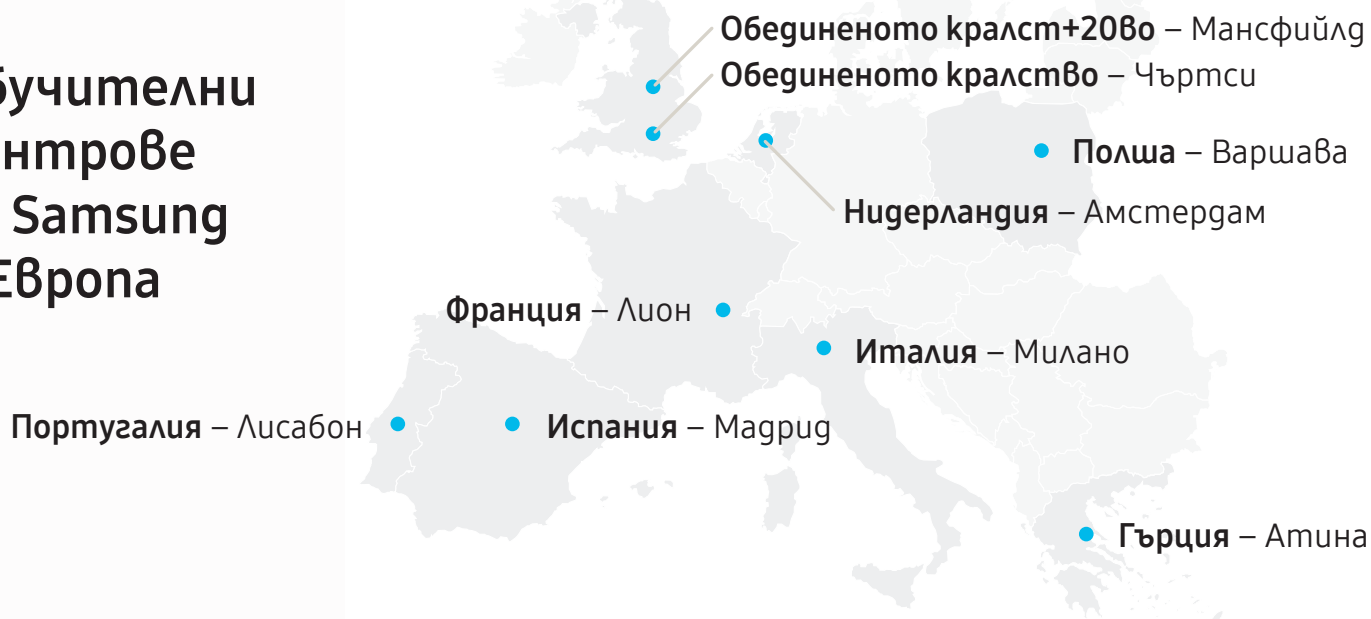 бучителни
нтрове
Samsung
Европа
Обединеното кралст+20во – Мансфийлд
Обединеното кралство – Чъртси
Полша – Варшава
Нидерландия – Амстердам
Франция – Лион
Италия – Милано
Португалия – Лисабон
Испания – Мадрид
Гърция – Атина